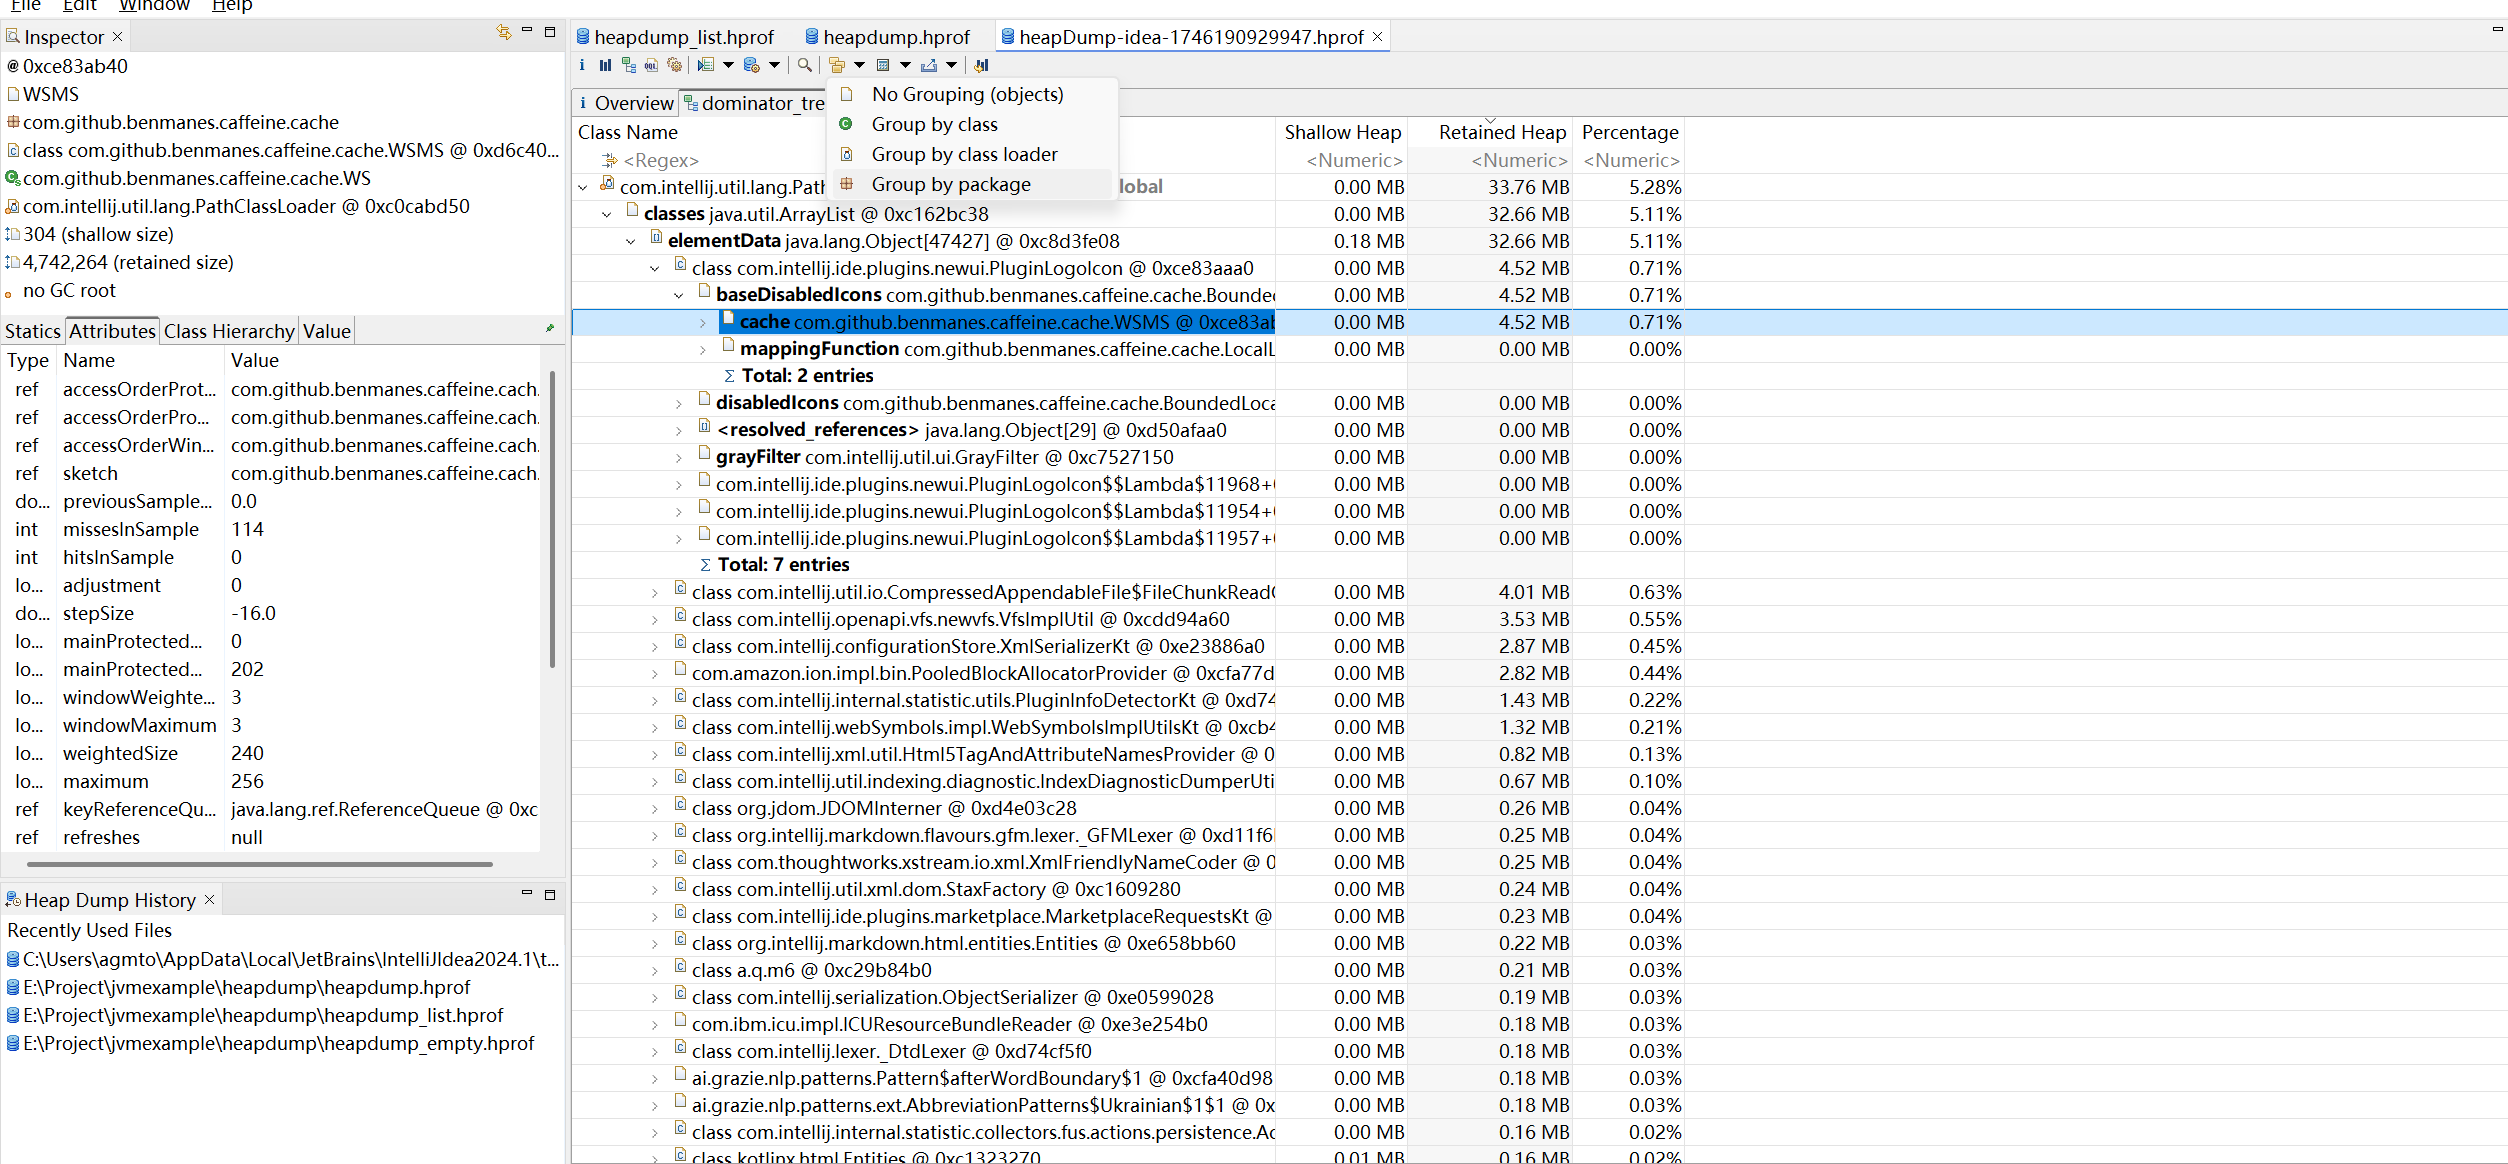 File Edit Window Help
Inspector
@ 0xce83ab40
WSMS
com.github.benmanes.caffeine.cache
class com.github.benmanes.caffeine.cache.WSMS @ 0xd6c40...
com.github.benmanes.caffeine.cache.WS
com.intellij.util.lang.PathClassLoader @ 0xc0cabd50
304 (shallow size)
4,742,264 (retained size)
no GC root
Statics Attributes Class Hierarchy Value
Type Name Value
ref accessOrderProt... com.github.benmanes.caffeine.cach.
ref accessOrderPro... com.github.benmanes.caffeine.cach.
ref accessOrderWin... com.github.benmanes.caffeine.cach.
ref sketch com.github.benmanes.caffeine.cach.
do... previousSample... 0.0
int missesInSample 114
int hitsInSample 0
lo... adjustment 0
do... stepSize -16.0
lo... mainProtected... 0
lo... mainProtected... 202
lo... windowWeighte... 3
lo... windowMaximum 3
lo... weightedSize 240
lo... maximum 256
ref keyReferenceQu... java.lang.ref.ReferenceQueue @ 0xc
ref refreshes null
Heap Dump History
Recently Used Files
C:\Users\agmto\AppData\Local\JetBrains\IntelliJIdea2024.1\t...
E:\Project\jvmexample\heapdump\heapdump.hprof
E:\Project\jvmexample\heapdump\heapdump_list.hprof
E:\Project\jvmexample\heapdump\heapdump_empty.hprof
heapdump_list.hprof heapdump.hprof heapDump-idea-1746190929947.hprof
i OQL
i Overview dominator_tre
No Grouping (objects)
Group by class
Group by class loader
Group by package
Class Name Shallow Heap Retained Heap Percentage
<Regex> <Numeric> <Numeric> <Numeric>
com.intellij.util.lang.Path lobal 0.00 MB 33.76 MB 5.28%
classes java.util.ArrayList @ 0xc162bc38 0.00 MB 32.66 MB 5.11%
elementData java.lang.Object[47427] @ 0xc8d3fe08 0.18 MB 32.66 MB 5.11%
class com.intellij.ide.plugins.newui.PluginLogoIcon @ 0xce83aaa0 0.00 MB 4.52 MB 0.71%
baseDisabledIcons com.github.benmanes.caffeine.cache.Bounded 0.00 MB 4.52 MB 0.71%
cache com.github.benmanes.caffeine.cache.WSMS @ 0xce83ab 0.00 MB 4.52 MB 0.71%
mappingFunction com.github.benmanes.caffeine.cache.LocalL 0.00 MB 0.00 MB 0.00%
Σ Total: 2 entries
disabledIcons com.github.benmanes.caffeine.cache.BoundedLoca 0.00 MB 0.00 MB 0.00%
<resolved_references> java.lang.Object[29] @ 0xd50afaa0 0.00 MB 0.00 MB 0.00%
grayFilter com.intellij.util.ui.GrayFilter @ 0xc7527150 0.00 MB 0.00 MB 0.00%
com.intellij.ide.plugins.newui.PluginLogoIcon$$Lambda$11968+ 0.00 MB 0.00 MB 0.00%
com.intellij.ide.plugins.newui.PluginLogoIcon$$Lambda$11954+ 0.00 MB 0.00 MB 0.00%
com.intellij.ide.plugins.newui.PluginLogoIcon$$Lambda$11957+ 0.00 MB 0.00 MB 0.00%
Σ Total: 7 entries
class com.intellij.util.io.CompressedAppendableFile$FileChunkReadC 0.00 MB 4.01 MB 0.63%
class com.intellij.openapi.vfs.newvfs.VfsImplUtil @ 0xcdd94a60 0.00 MB 3.53 MB 0.55%
class com.intellij.configurationStore.XmlSerializerKt @ 0xe23886a0 0.00 MB 2.87 MB 0.45%
com.amazon.ion.impl.bin.PooledBlockAllocatorProvider @ 0xcfa77d 0.00 MB 2.82 MB 0.44%
class com.intellij.internal.statistic.utils.PluginInfoDetectorKt @ 0xd74 0.00 MB 1.43 MB 0.22%
class com.intellij.webSymbols.impl.WebSymbolsImplUtilsKt @ 0xcb4 0.00 MB 1.32 MB 0.21%
class com.intellij.xml.util.Html5TagAndAttributeNamesProvider @ 0 0.00 MB 0.82 MB 0.13%
class com.intellij.util.indexing.diagnostic.IndexDiagnosticDumperUti 0.00 MB 0.67 MB 0.10%
class org.jdom.JDOMInterner @ 0xd4e03c28 0.00 MB 0.26 MB 0.04%
class org.intellij.markdown.flavours.gfm.lexer._GFMLexer @ 0xd11f6 0.00 MB 0.25 MB 0.04%
class com.thoughtworks.xstream.io.xml.XmlFriendlyNameCoder @ 0 0.00 MB 0.25 MB 0.04%
class com.intellij.util.xml.dom.StaxFactory @ 0xc1609280 0.00 MB 0.24 MB 0.04%
class com.intellij.ide.plugins.marketplace.MarketplaceRequestsKt @ 0.00 MB 0.23 MB 0.04%
class org.intellij.markdown.html.entities.Entities @ 0xe658bb60 0.00 MB 0.22 MB 0.03%
class a.q.m6 @ 0xc29b84b0 0.00 MB 0.21 MB 0.03%
class com.intellij.serialization.ObjectSerializer @ 0xe0599028 0.00 MB 0.19 MB 0.03%
com.ibm.icu.impl.ICUResourceBundleReader @ 0xe3e254b0 0.00 MB 0.18 MB 0.03%
class com.intellij.lexer._DtdLexer @ 0xd74cf5f0 0.00 MB 0.18 MB 0.03%
ai.grazie.nlp.patterns.Pattern$afterWordBoundary$1 @ 0xcfa40d98 0.00 MB 0.18 MB 0.03%
ai.grazie.nlp.patterns.ext.AbbreviationPatterns$Ukrainian$1$1 @ 0x 0.00 MB 0.18 MB 0.03%
class com.intellij.internal.statistic.collectors.fus.actions.persistence.Ac 0.00 MB 0.16 MB 0.02%
class kotlinx.html.Entities @ 0xc1323270 0.01 MB 0.16 MB 0.02%